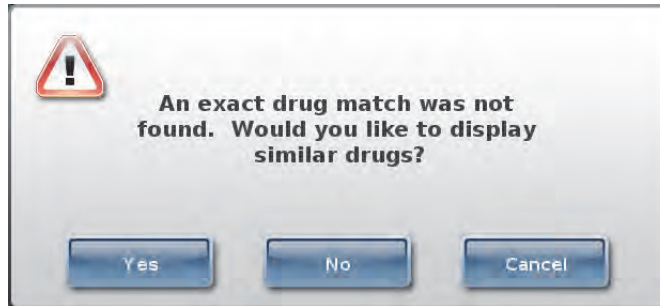 An exact drug match was not
found.  Would you like to display
similar drugs?
Yes No Cancel